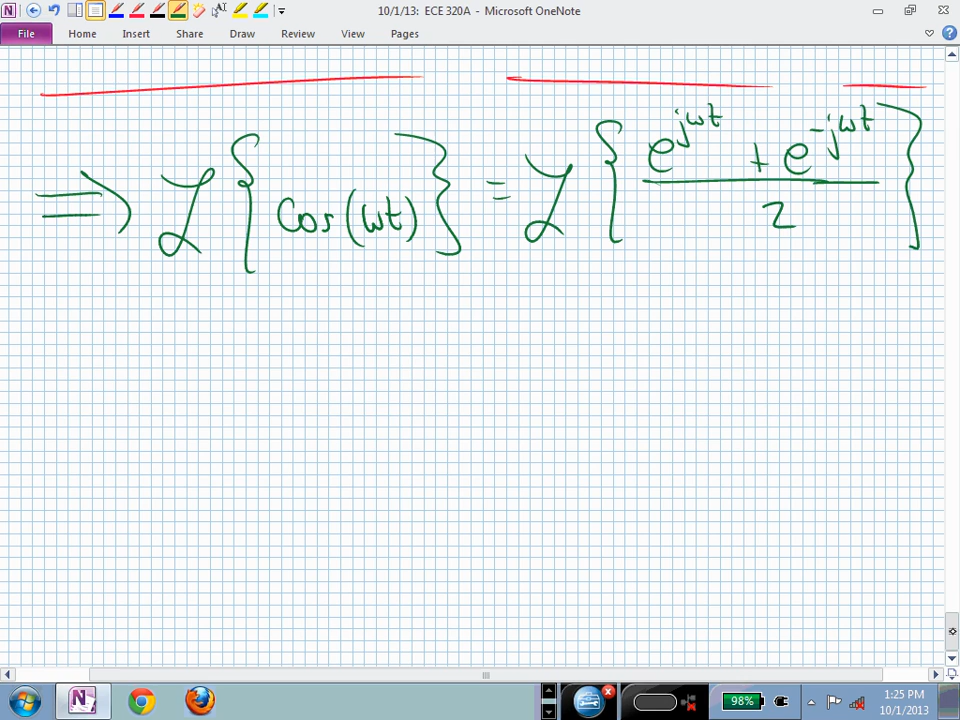 10/1/13: ECE 320A - Microsoft OneNote
File Home Insert Share Draw Review View Pages
⇒ ℒ{cos(ωt)} = ℒ{(e^{jωt} + e^{-jωt})/2}
98% 1:25 PM
10/1/2013